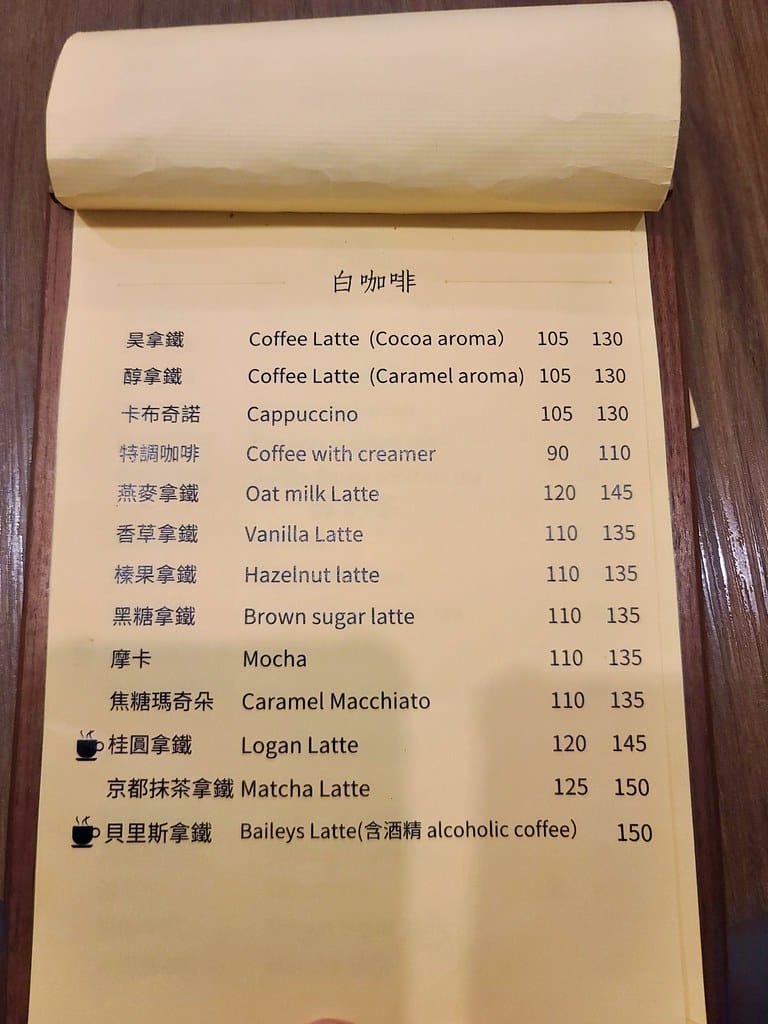 白咖啡
昊拿鐵 Coffee Latte (Cocoa aroma) 105 130
醇拿鐵 Coffee Latte (Caramel aroma) 105 130
卡布奇諾 Cappuccino 105 130
特調咖啡 Coffee with creamer 90 110
燕麥拿鐵 Oat milk Latte 120 145
香草拿鐵 Vanilla Latte 110 135
榛果拿鐵 Hazelnut latte 110 135
黑糖拿鐵 Brown sugar latte 110 135
摩卡 Mocha 110 135
焦糖瑪奇朵 Caramel Macchiato 110 135
桂圓拿鐵 Logan Latte 120 145
京都抹茶拿鐵 Matcha Latte 125 150
貝里斯拿鐵 Baileys Latte(含酒精 alcoholic coffee) 150